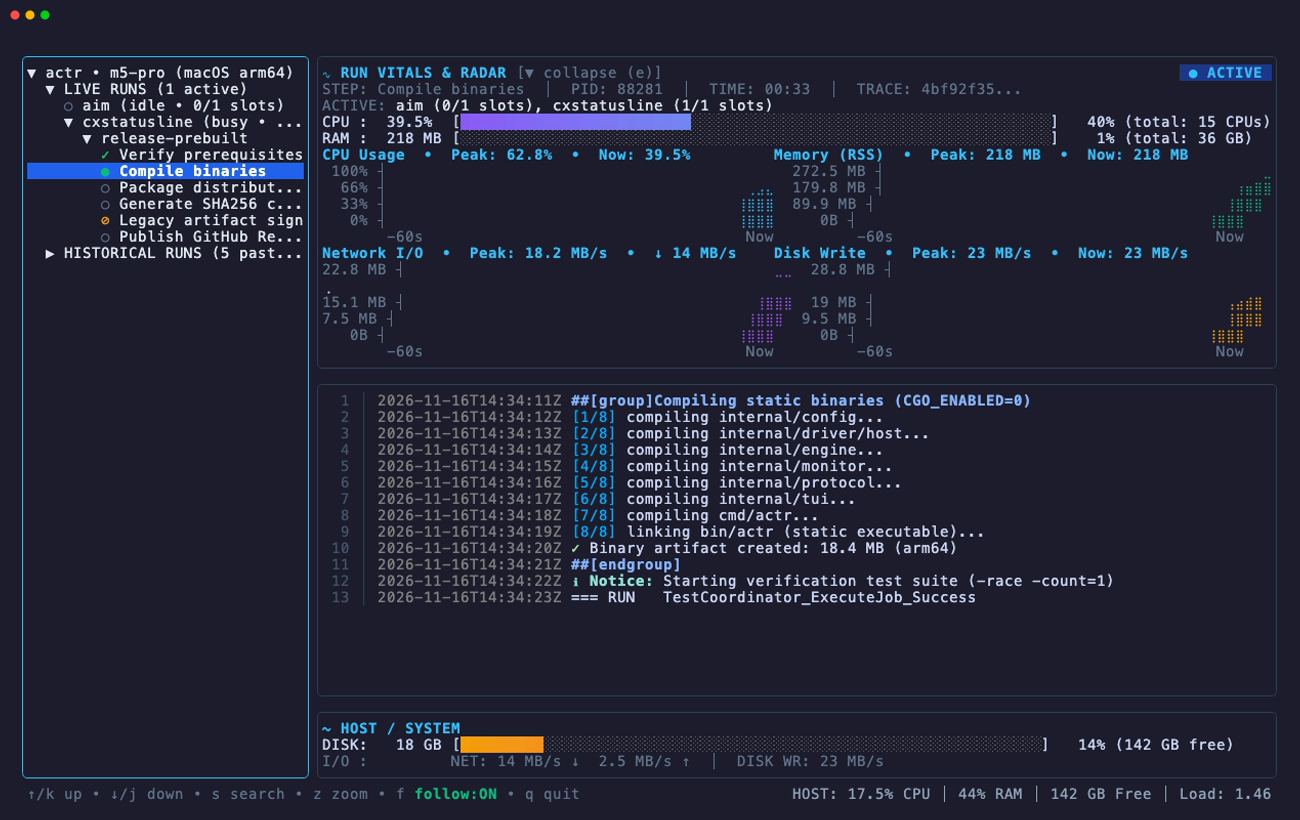 ▼ actr • m5-pro (macOS arm64)
▼ LIVE RUNS (1 active)
○ aim (idle • 0/1 slots)
▼ cxstatusline (busy • ...
▼ release-prebuilt
✓ Verify prerequisites
● Compile binaries
○ Package distribut...
○ Generate SHA256 c...
⊘ Legacy artifact sign
○ Publish GitHub Re...
▶ HISTORICAL RUNS (5 past...
∿ RUN VITALS & RADAR [▼ collapse (e)] ● ACTIVE
STEP: Compile binaries │ PID: 88281 │ TIME: 00:33 │ TRACE: 4bf92f35...
ACTIVE: aim (0/1 slots), cxstatusline (1/1 slots)
CPU : 39.5% [ ] 40% (total: 15 CPUs)
RAM : 218 MB [ ] 1% (total: 36 GB)
CPU Usage • Peak: 62.8% • Now: 39.5% Memory (RSS) • Peak: 218 MB • Now: 218 MB
100% ┤ 272.5 MB ┤
66% ┤ 179.8 MB ┤
33% ┤ 89.9 MB ┤
0% ┤ 0B ┤
-60s Now -60s Now
Network I/O • Peak: 18.2 MB/s • ↓ 14 MB/s Disk Write • Peak: 23 MB/s • Now: 23 MB/s
22.8 MB ┤ 28.8 MB ┤
15.1 MB ┤ 19 MB ┤
7.5 MB ┤ 9.5 MB ┤
0B ┤ 0B ┤
-60s Now -60s Now
1 │ 2026-11-16T14:34:11Z ##[group]Compiling static binaries (CGO_ENABLED=0)
2 │ 2026-11-16T14:34:12Z [1/8] compiling internal/config...
3 │ 2026-11-16T14:34:13Z [2/8] compiling internal/driver/host...
4 │ 2026-11-16T14:34:14Z [3/8] compiling internal/engine...
5 │ 2026-11-16T14:34:15Z [4/8] compiling internal/monitor...
6 │ 2026-11-16T14:34:16Z [5/8] compiling internal/protocol...
7 │ 2026-11-16T14:34:17Z [6/8] compiling internal/tui...
8 │ 2026-11-16T14:34:18Z [7/8] compiling cmd/actr...
9 │ 2026-11-16T14:34:19Z [8/8] linking bin/actr (static executable)...
10 │ 2026-11-16T14:34:20Z ✓ Binary artifact created: 18.4 MB (arm64)
11 │ 2026-11-16T14:34:21Z ##[endgroup]
12 │ 2026-11-16T14:34:22Z ℹ Notice: Starting verification test suite (-race -count=1)
13 │ 2026-11-16T14:34:23Z === RUN TestCoordinator_ExecuteJob_Success
~ HOST / SYSTEM
DISK: 18 GB [ ] 14% (142 GB free)
I/O : NET: 14 MB/s ↓ 2.5 MB/s ↑ │ DISK WR: 23 MB/s
↑/k up • ↓/j down • s search • z zoom • f follow:ON • q quit HOST: 17.5% CPU │ 44% RAM │ 142 GB Free │ Load: 1.46